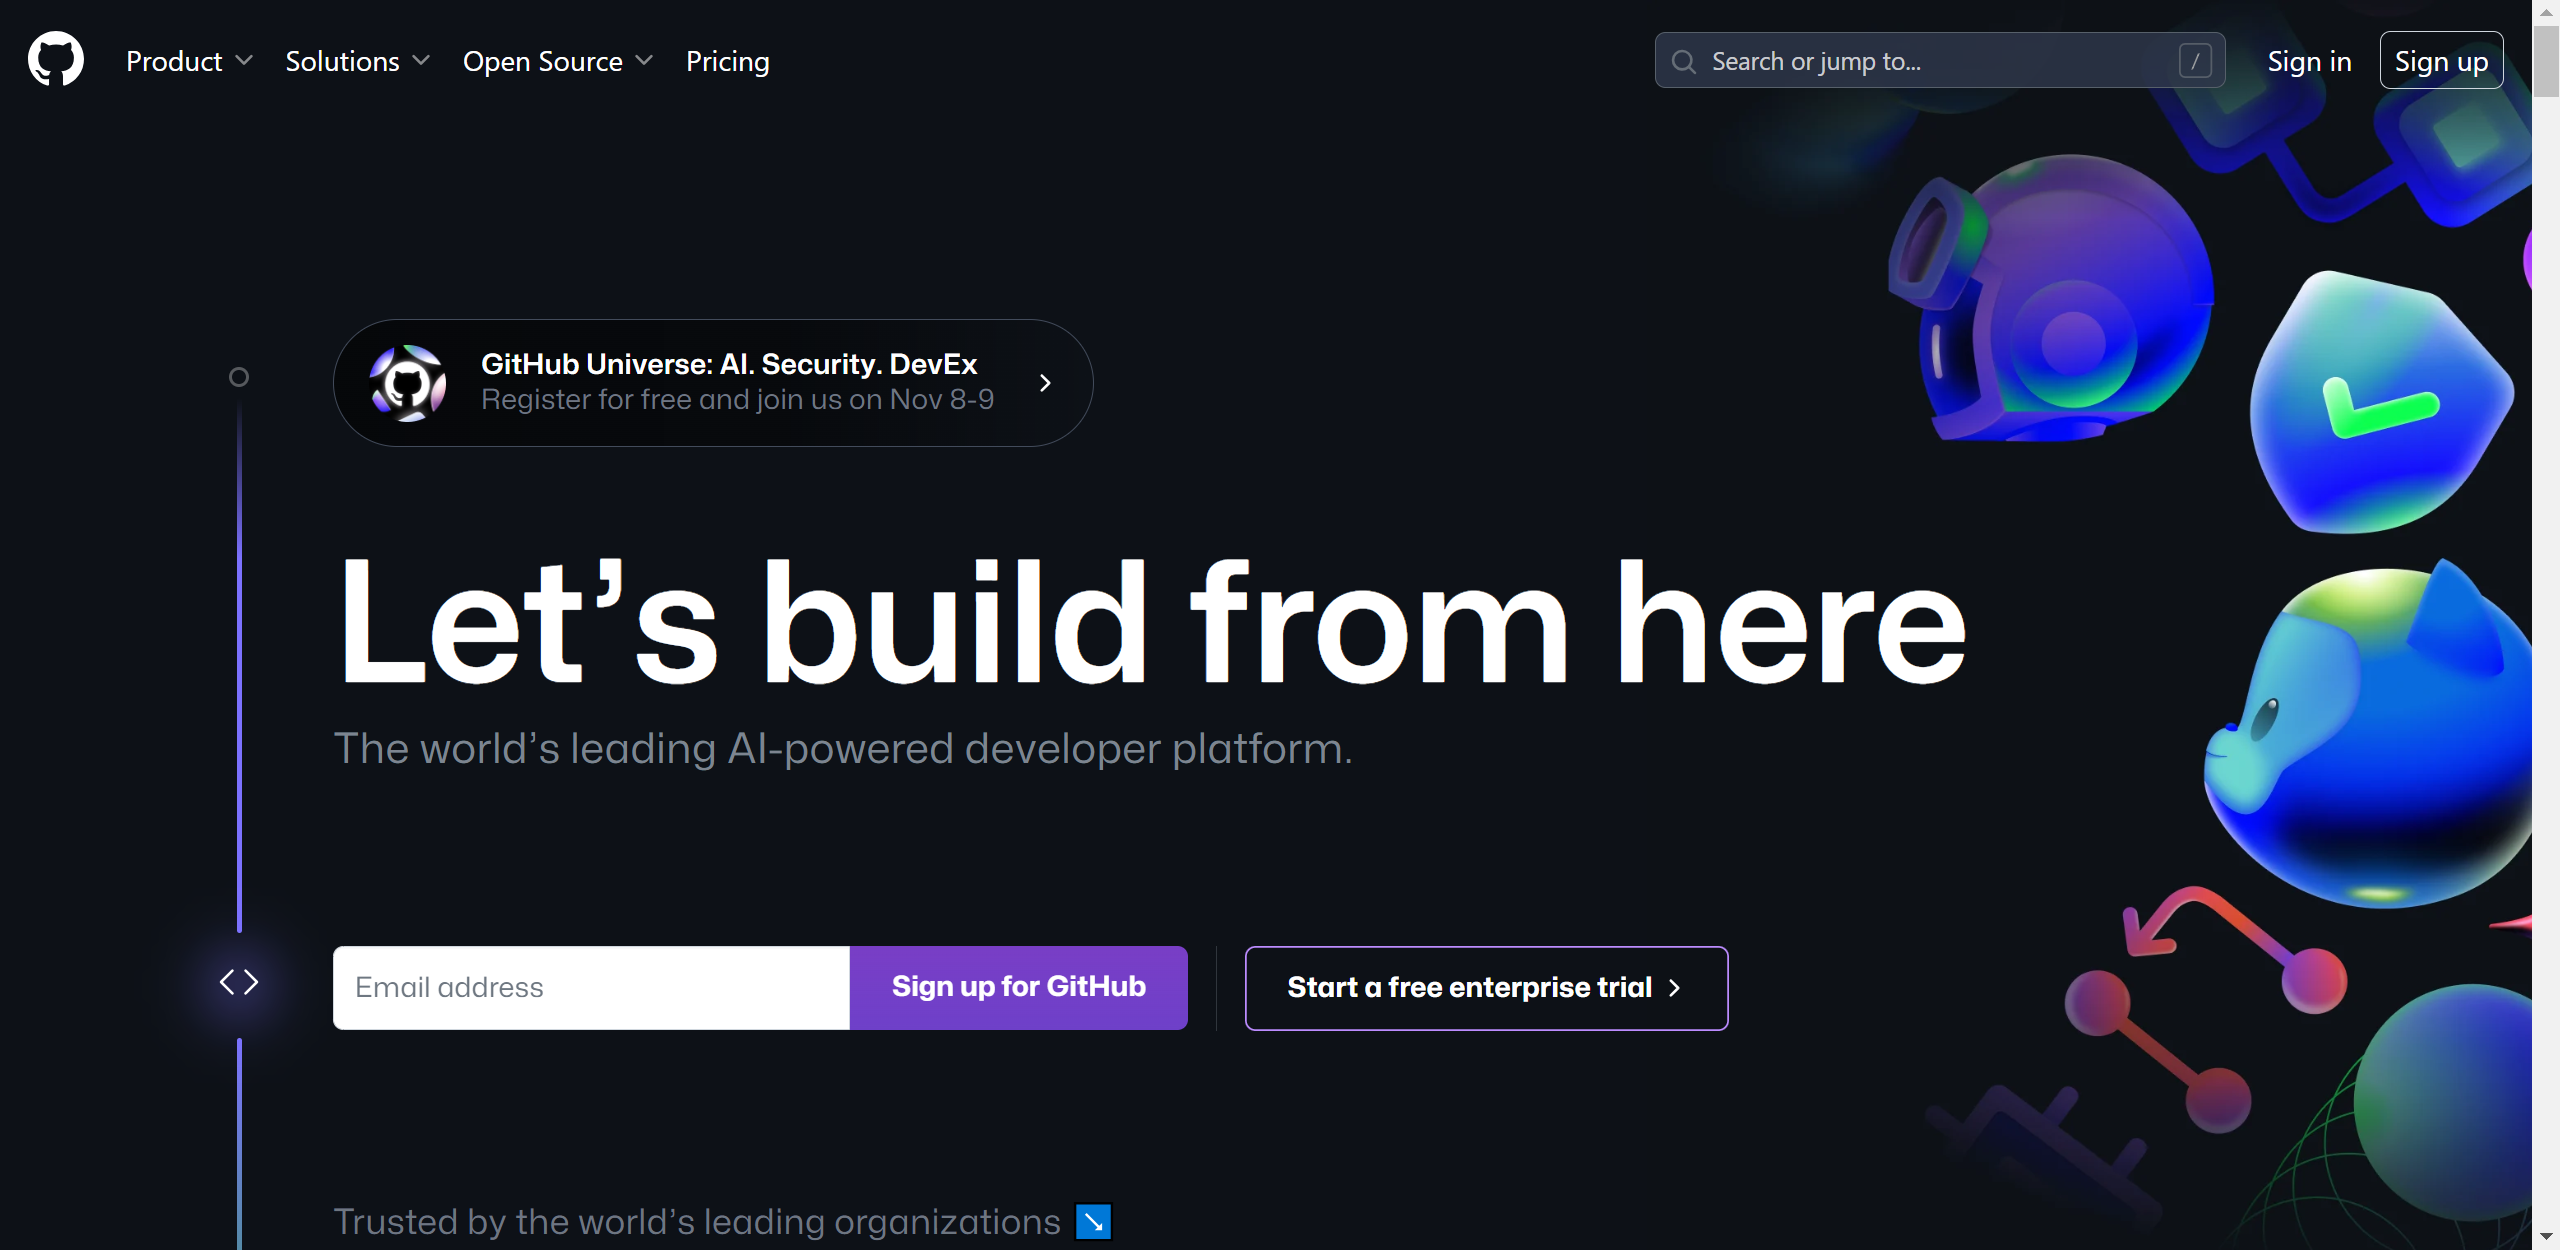 Product
Solutions
Open Source
Pricing
Search or jump to...
/
Sign in
Sign up
GitHub Universe: AI. Security. DevEx
Register for free and join us on Nov 8-9
Let’s build from here
The world’s leading AI-powered developer platform.
Email address
Sign up for GitHub
Start a free enterprise trial
Trusted by the world’s leading organizations ↘